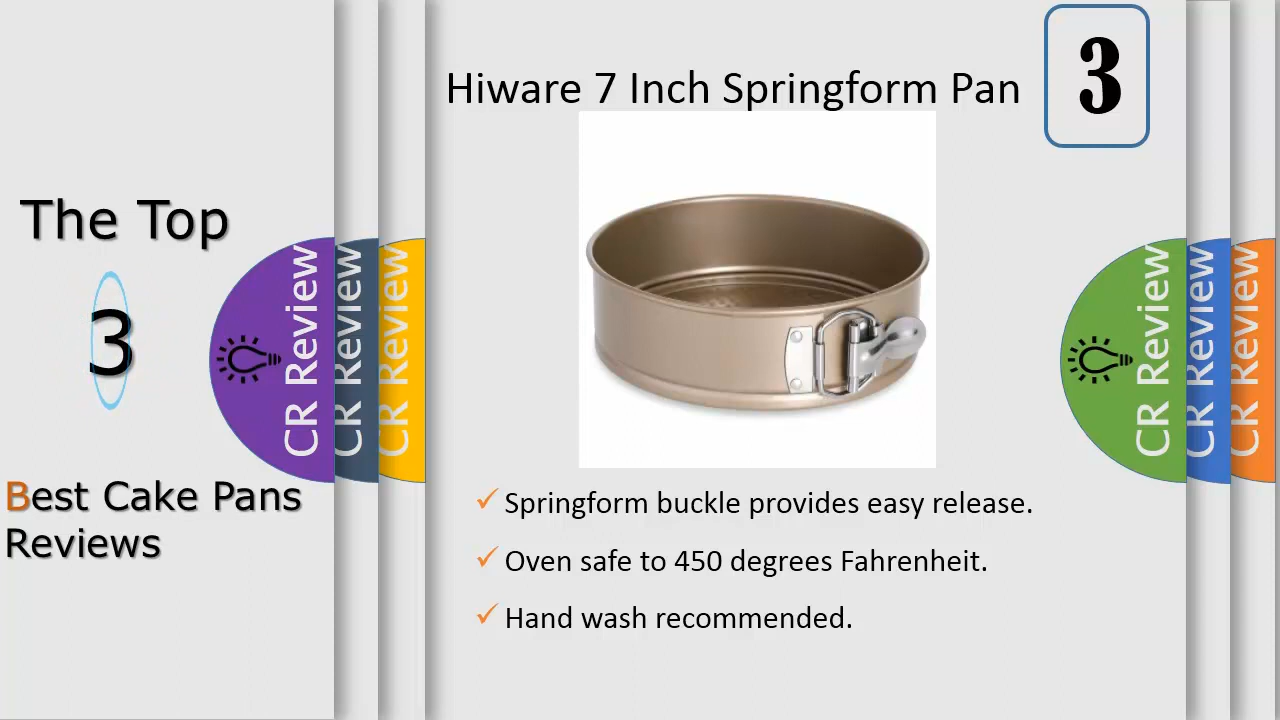 The Top
3
Best Cake Pans
Reviews
CR Review
CR Review
CR Review
Hiware 7 Inch Springform Pan
3
Springform buckle provides easy release.
Oven safe to 450 degrees Fahrenheit.
Hand wash recommended.
CR Review
CR Review
CR Review